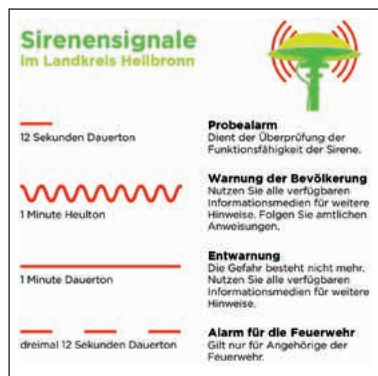 Sirenensignale
im Landkreis Heilbronn
12 Sekunden Dauerton
Probealarm
Dient der Überprüfung der
Funktionsfähigkeit der Sirene.
1 Minute Heulton
Warnung der Bevölkerung
Nutzen Sie alle verfügbaren
Informationsmedien für weitere
Hinweise. Folgen Sie amtlichen
Anweisungen.
1 Minute Dauerton
Entwarnung
Die Gefahr besteht nicht mehr.
Nutzen Sie alle verfügbaren
Informationsmedien für weitere
Hinweise.
dreimal 12 Sekunden Dauerton
Alarm für die Feuerwehr
Gilt nur für Angehörige der
Feuerwehr.